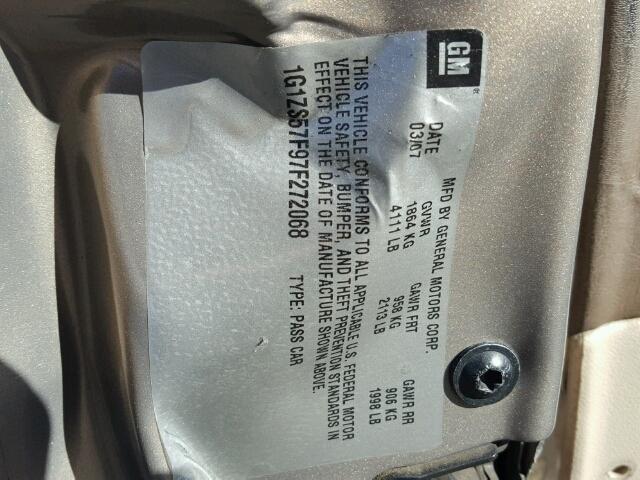 GM
MFD BY GENERAL MOTORS CORP.
DATE GVWR GAWR FRT GAWR RR
03/07 1864 KG 958 KG 906 KG
4111 LB 2113 LB 1998 LB
THIS VEHICLE CONFORMS TO ALL APPLICABLE U.S. FEDERAL MOTOR
VEHICLE SAFETY, BUMPER, AND THEFT PREVENTION STANDARDS IN
EFFECT ON THE DATE OF MANUFACTURE SHOWN ABOVE.
1G1ZS57F97F272068 TYPE: PASS CAR